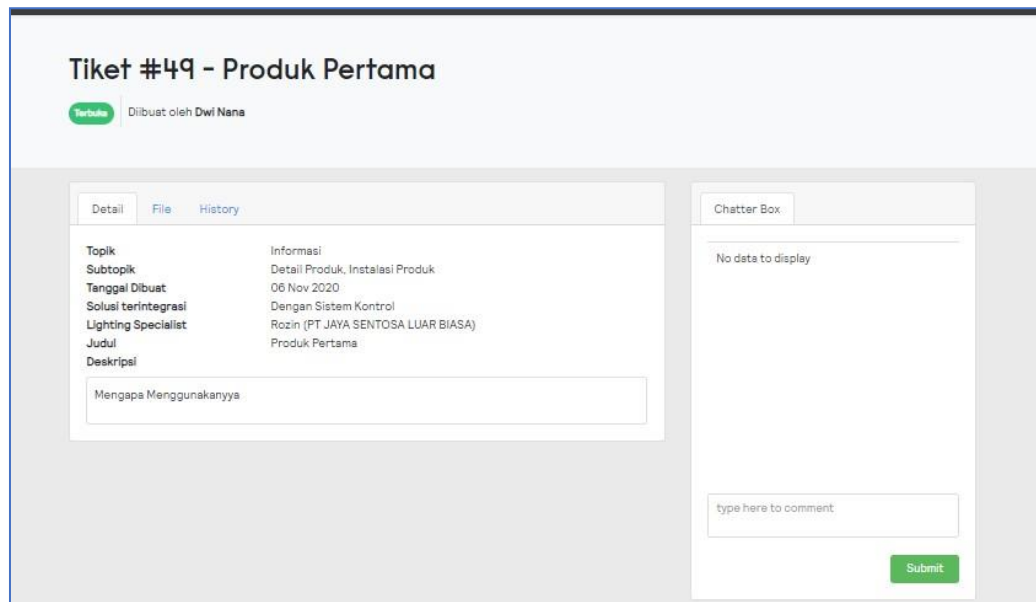 Tiket #49 - Produk Pertama
Terbuka Diibuat oleh Dwi Nana
Detail File History
Topik Informasi
Subtopik Detail Produk, Instalasi Produk
Tanggal Dibuat 06 Nov 2020
Solusi terintegrasi Dengan Sistem Kontrol
Lighting Specialist Rozin (PT JAYA SENTOSA LUAR BIASA)
Judul Produk Pertama
Deskripsi
Mengapa Menggunakanyya
Chatter Box
No data to display
type here to comment
Submit